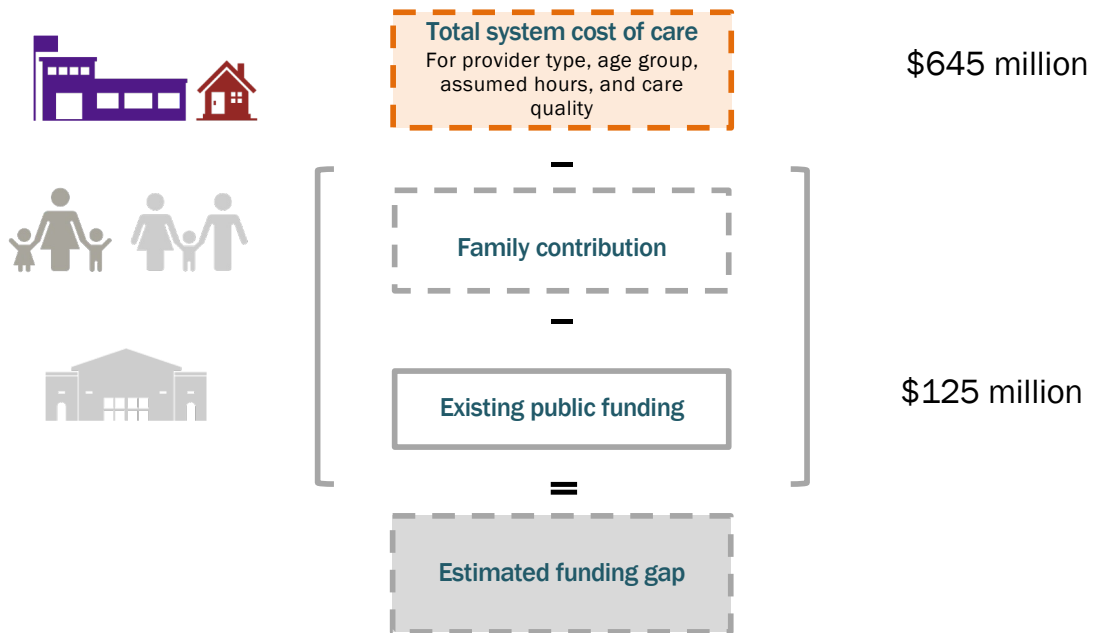 Total system cost of care
For provider type, age group,
assumed hours, and care
quality
$645 million
–
Family contribution
–
Existing public funding
$125 million
=
Estimated funding gap